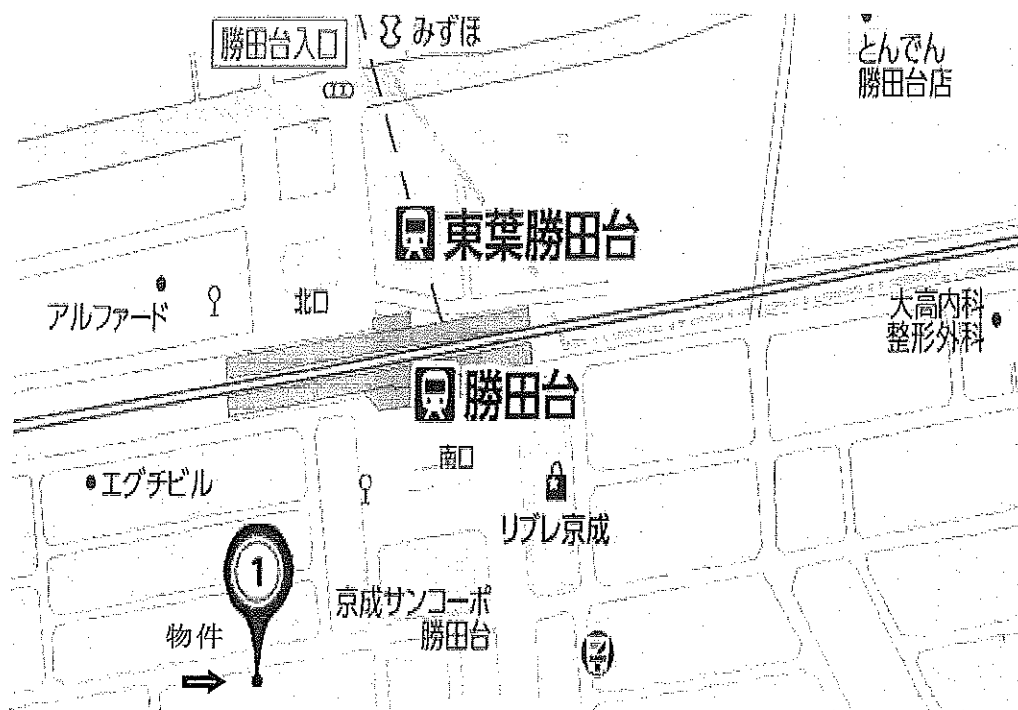 勝田台入口
みずほ
とんでん
勝田台店
東葉勝田台
アルファード
北口
大高内科
整形外科
勝田台
南口
エグチビル
リブレ京成
1
京成サンコーポ
勝田台
物件